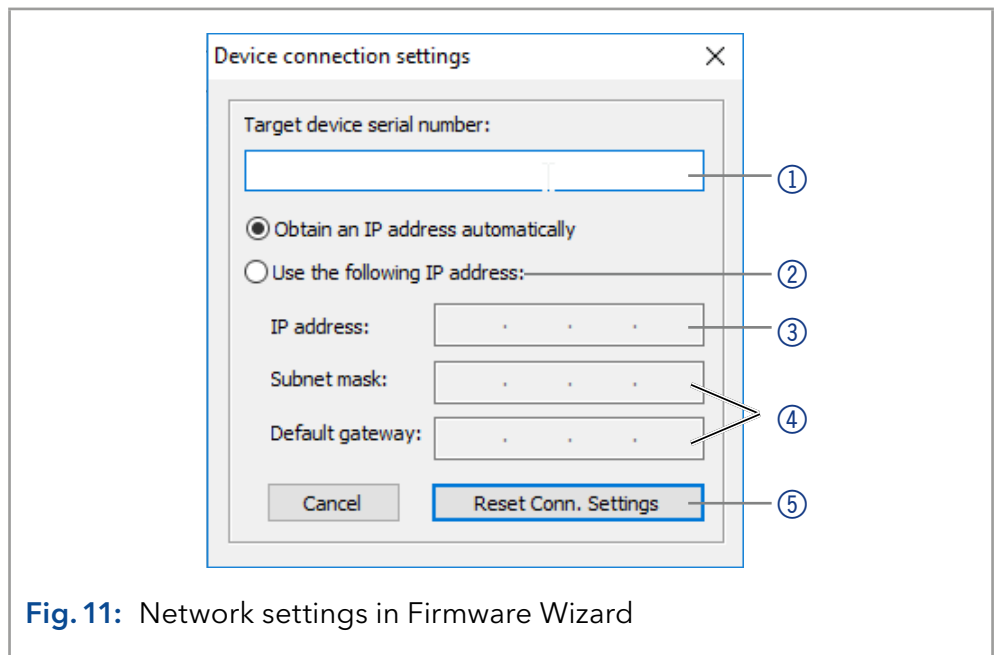 Device connection settings
Target device serial number:
①
Obtain an IP address automatically
Use the following IP address:
②
IP address:
③
Subnet mask:
Default gateway:
④
Cancel
Reset Conn. Settings
⑤
Fig. 11: Network settings in Firmware Wizard